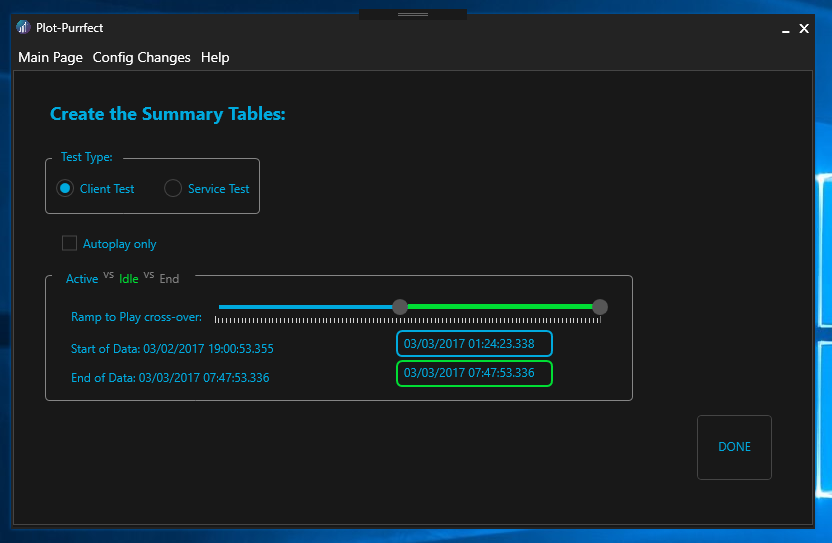 Plot-Purrfect
Main Page Config Changes Help
Create the Summary Tables:
Test Type:
Client Test Service Test
Autoplay only
Active vs Idle vs End
Ramp to Play cross-over:
Start of Data: 03/02/2017 19:00:53.355 03/03/2017 01:24:23.338
End of Data: 03/03/2017 07:47:53.336 03/03/2017 07:47:53.336
DONE